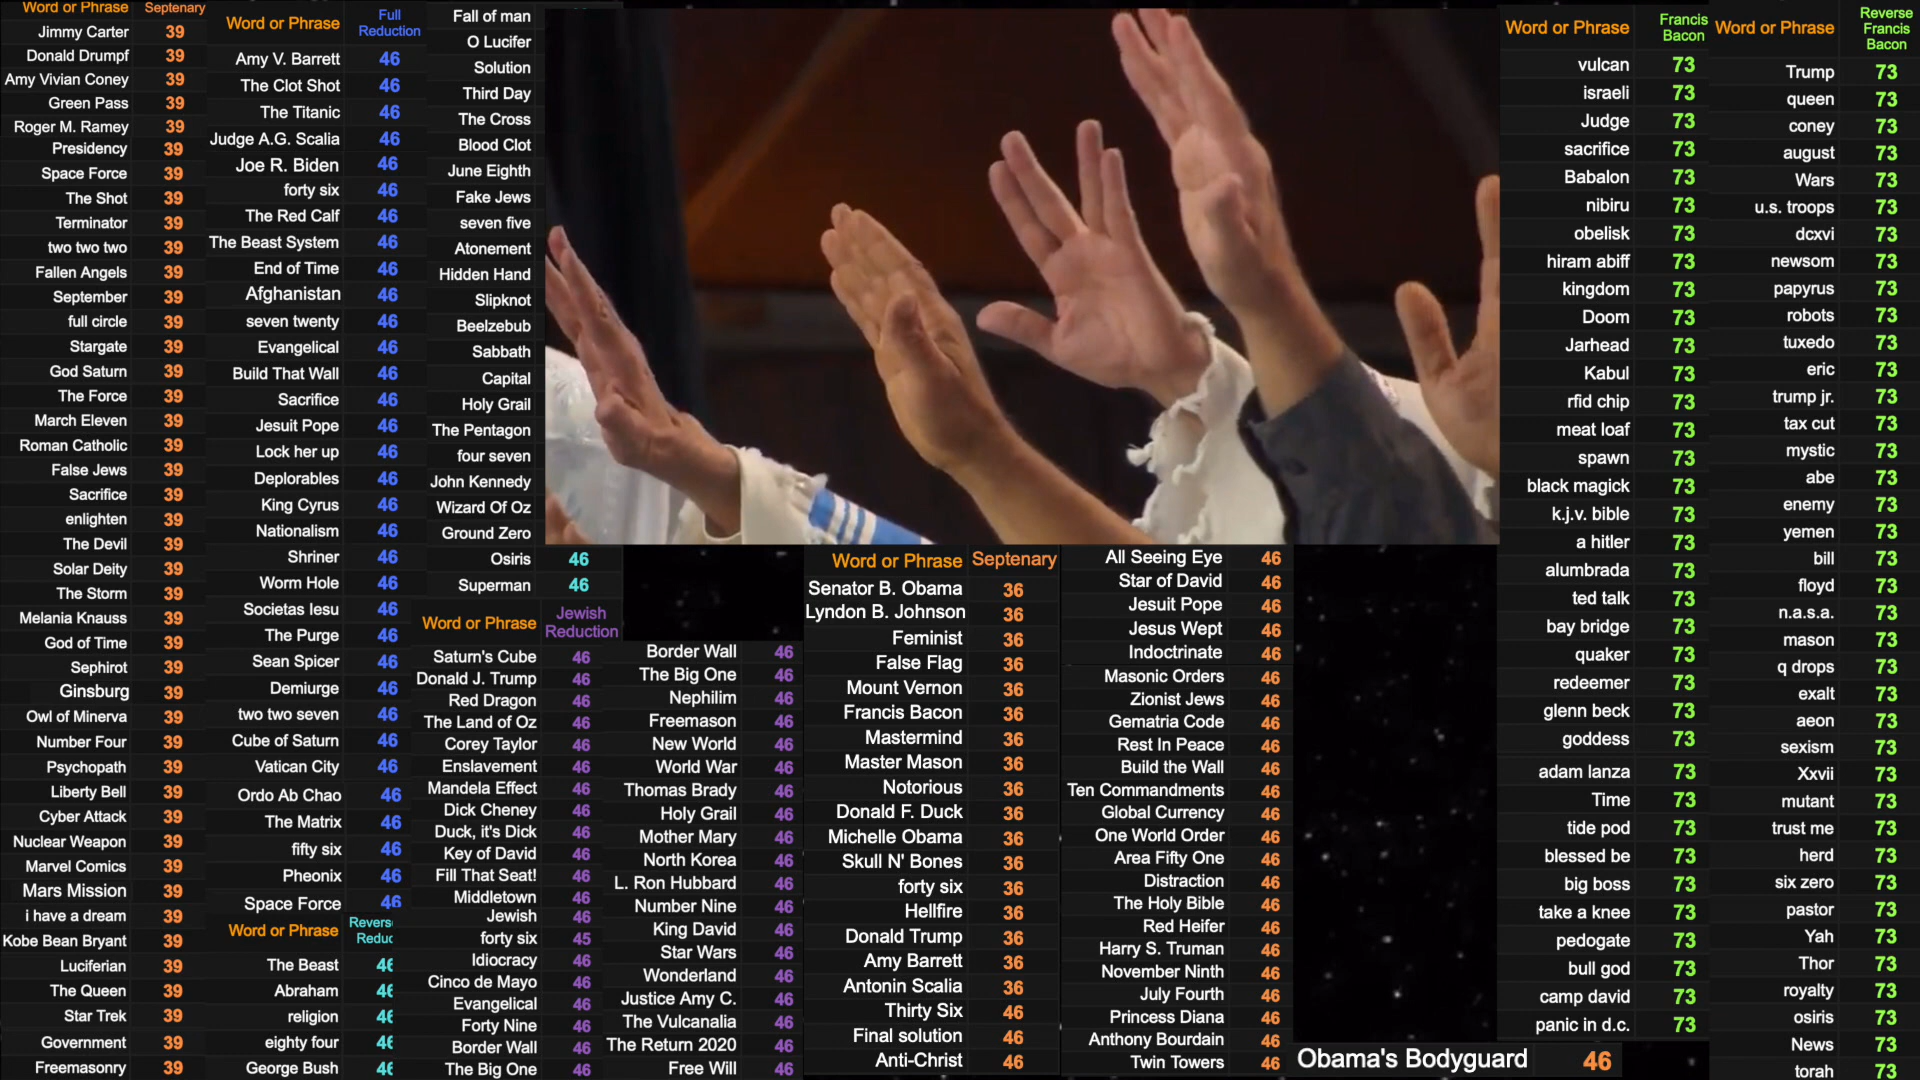 Word or Phrase Septenary
Jimmy Carter 39
Donald Drumpf 39
Amy Vivian Coney 39
Green Pass 39
Roger M. Ramey 39
Presidency 39
Space Force 39
The Shot 39
Terminator 39
two two two 39
Fallen Angels 39
September 39
full circle 39
Stargate 39
God Saturn 39
The Force 39
March Eleven 39
Roman Catholic 39
False Jews 39
Sacrifice 39
enlighten 39
The Devil 39
Solar Deity 39
The Storm 39
Melania Knauss 39
God of Time 39
Sephirot 39
Ginsburg 39
Owl of Minerva 39
Number Four 39
Psychopath 39
Liberty Bell 39
Cyber Attack 39
Nuclear Weapon 39
Marvel Comics 39
Mars Mission 39
i have a dream 39
Kobe Bean Bryant 39
Luciferian 39
The Queen 39
Star Trek 39
Government 39
Freemasonry 39
Word or Phrase Full Reduction
Amy V. Barrett 46
The Clot Shot 46
The Titanic 46
Judge A.G. Scalia 46
Joe R. Biden 46
forty six 46
The Red Calf 46
The Beast System 46
End of Time 46
Afghanistan 46
seven twenty 46
Evangelical 46
Build That Wall 46
Sacrifice 46
Jesuit Pope 46
Lock her up 46
Deplorables 46
King Cyrus 46
Nationalism 46
Shriner 46
Worm Hole 46
Societas Iesu 46
The Purge 46
Sean Spicer 46
Demiurge 46
two two seven 46
Cube of Saturn 46
Vatican City 46
Ordo Ab Chao 46
The Matrix 46
fifty six 46
Pheonix 46
Space Force 46
Word or Phrase Revers Reduc
The Beast 46
Abraham 46
religion 46
eighty four 46
George Bush 46
Fall of man
O Lucifer
Solution
Third Day
The Cross
Blood Clot
June Eighth
Fake Jews
seven five
Atonement
Hidden Hand
Slipknot
Beelzebub
Sabbath
Capital
Holy Grail
The Pentagon
four seven
John Kennedy
Wizard Of Oz
Ground Zero
Osiris 46
Superman 46
Word or Phrase Jewish Reduction
Saturn's Cube 46
Donald J. Trump 46
Red Dragon 46
The Land of Oz 46
Corey Taylor 46
Enslavement 46
Mandela Effect 46
Dick Cheney 46
Duck, it's Dick 46
Key of David 46
Fill That Seat! 46
Middletown 46
Jewish 46
forty six 45
Idiocracy 46
Cinco de Mayo 46
Evangelical 46
Forty Nine 46
Border Wall 46
The Big One 46
Border Wall 46
The Big One 46
Nephilim 46
Freemason 46
New World 46
World War 46
Thomas Brady 46
Holy Grail 46
Mother Mary 46
North Korea 46
L. Ron Hubbard 46
Number Nine 46
King David 46
Star Wars 46
Wonderland 46
Justice Amy C. 46
The Vulcanalia 46
The Return 2020 46
Free Will 46
Word or Phrase Septenary
Senator B. Obama 36
Lyndon B. Johnson 36
Feminist 36
False Flag 36
Mount Vernon 36
Francis Bacon 36
Mastermind 36
Master Mason 36
Notorious 36
Donald F. Duck 36
Michelle Obama 36
Skull N' Bones 36
forty six 36
Hellfire 36
Donald Trump 36
Amy Barrett 36
Antonin Scalia 36
Thirty Six 36
Final solution 46
Anti-Christ 46
All Seeing Eye 46
Star of David 46
Jesuit Pope 46
Jesus Wept 46
Indoctrinate 46
Masonic Orders 46
Zionist Jews 46
Gematria Code 46
Rest In Peace 46
Build the Wall 46
Ten Commandments 46
Global Currency 46
One World Order 46
Area Fifty One 46
Distraction 46
The Holy Bible 46
Red Heifer 46
Harry S. Truman 46
November Ninth 46
July Fourth 46
Princess Diana 46
Anthony Bourdain 46
Twin Towers 46
Obama's Bodyguard 46
Word or Phrase Francis Bacon
vulcan 73
israeli 73
Judge 73
sacrifice 73
Babalon 73
nibiru 73
obelisk 73
hiram abiff 73
kingdom 73
Doom 73
Jarhead 73
Kabul 73
rfid chip 73
meat loaf 73
spawn 73
black magick 73
k.j.v. bible 73
a hitler 73
alumbrada 73
ted talk 73
bay bridge 73
quaker 73
redeemer 73
glenn beck 73
goddess 73
adam lanza 73
Time 73
tide pod 73
blessed be 73
big boss 73
take a knee 73
pedogate 73
bull god 73
camp david 73
panic in d.c. 73
Word or Phrase Reverse Francis Bacon
Trump 73
queen 73
coney 73
august 73
Wars 73
u.s. troops 73
dcxvi 73
newsom 73
papyrus 73
robots 73
tuxedo 73
eric 73
trump jr. 73
tax cut 73
mystic 73
abe 73
enemy 73
yemen 73
bill 73
floyd 73
n.a.s.a. 73
mason 73
q drops 73
exalt 73
aeon 73
sexism 73
Xxvii 73
mutant 73
trust me 73
herd 73
six zero 73
pastor 73
Yah 73
Thor 73
royalty 73
osiris 73
News 73
torah 73